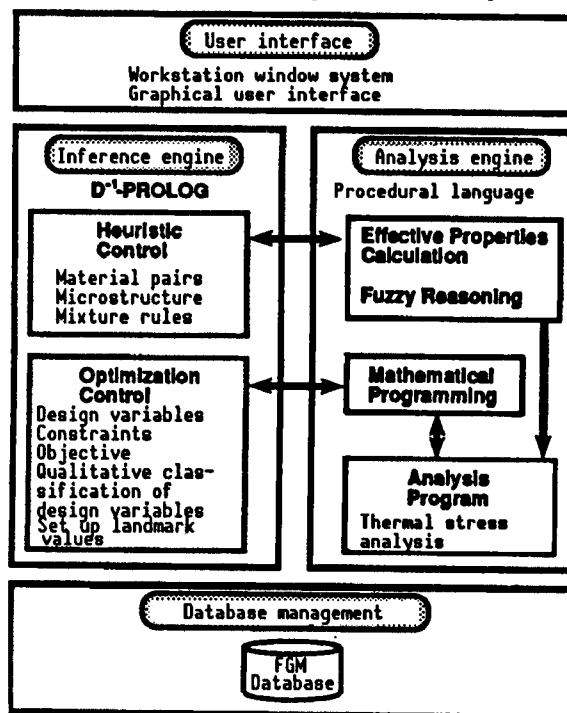 User interface
Workstation window system
Graphical user interface
Inference engine
D⁻¹-PROLOG
Heuristic
Control
Material pairs
Microstructure
Mixture rules
Optimization
Control
Design variables
Constraints
Objective
Qualitative clas-
sification of
design variables
Set up landmark
values
Analysis engine
Procedural language
Effective Properties
Calculation
Fuzzy Reasoning
Mathematical
Programming
Analysis
Program
Thermal stress
analysis
Database management
FGM
Database